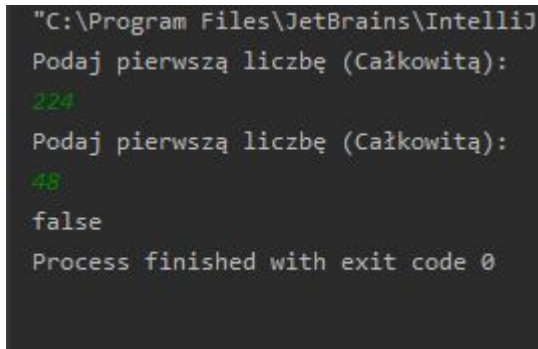 "C:\Program Files\JetBrains\IntelliJ
Podaj pierwszą liczbę (Całkowitą):
224
Podaj pierwszą liczbę (Całkowitą):
48
false
Process finished with exit code 0